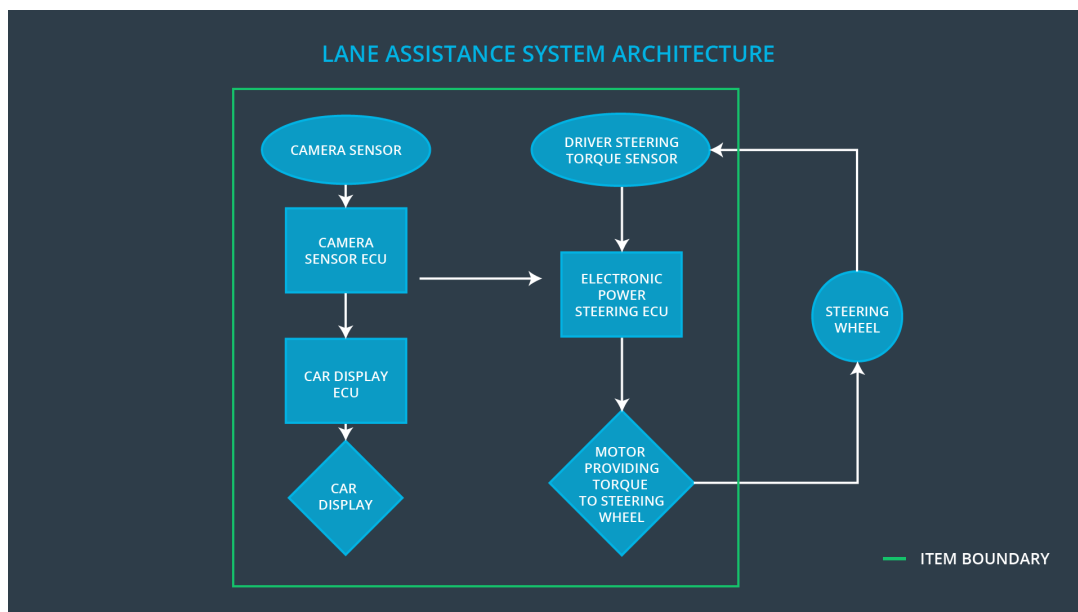 LANE ASSISTANCE SYSTEM ARCHITECTURE
CAMERA SENSOR
DRIVER STEERING
TORQUE SENSOR
CAMERA
SENSOR ECU
ELECTRONIC
POWER
STEERING ECU
STEERING
WHEEL
CAR DISPLAY
ECU
MOTOR
PROVIDING
TORQUE
TO STEERING
WHEEL
CAR
DISPLAY
ITEM BOUNDARY